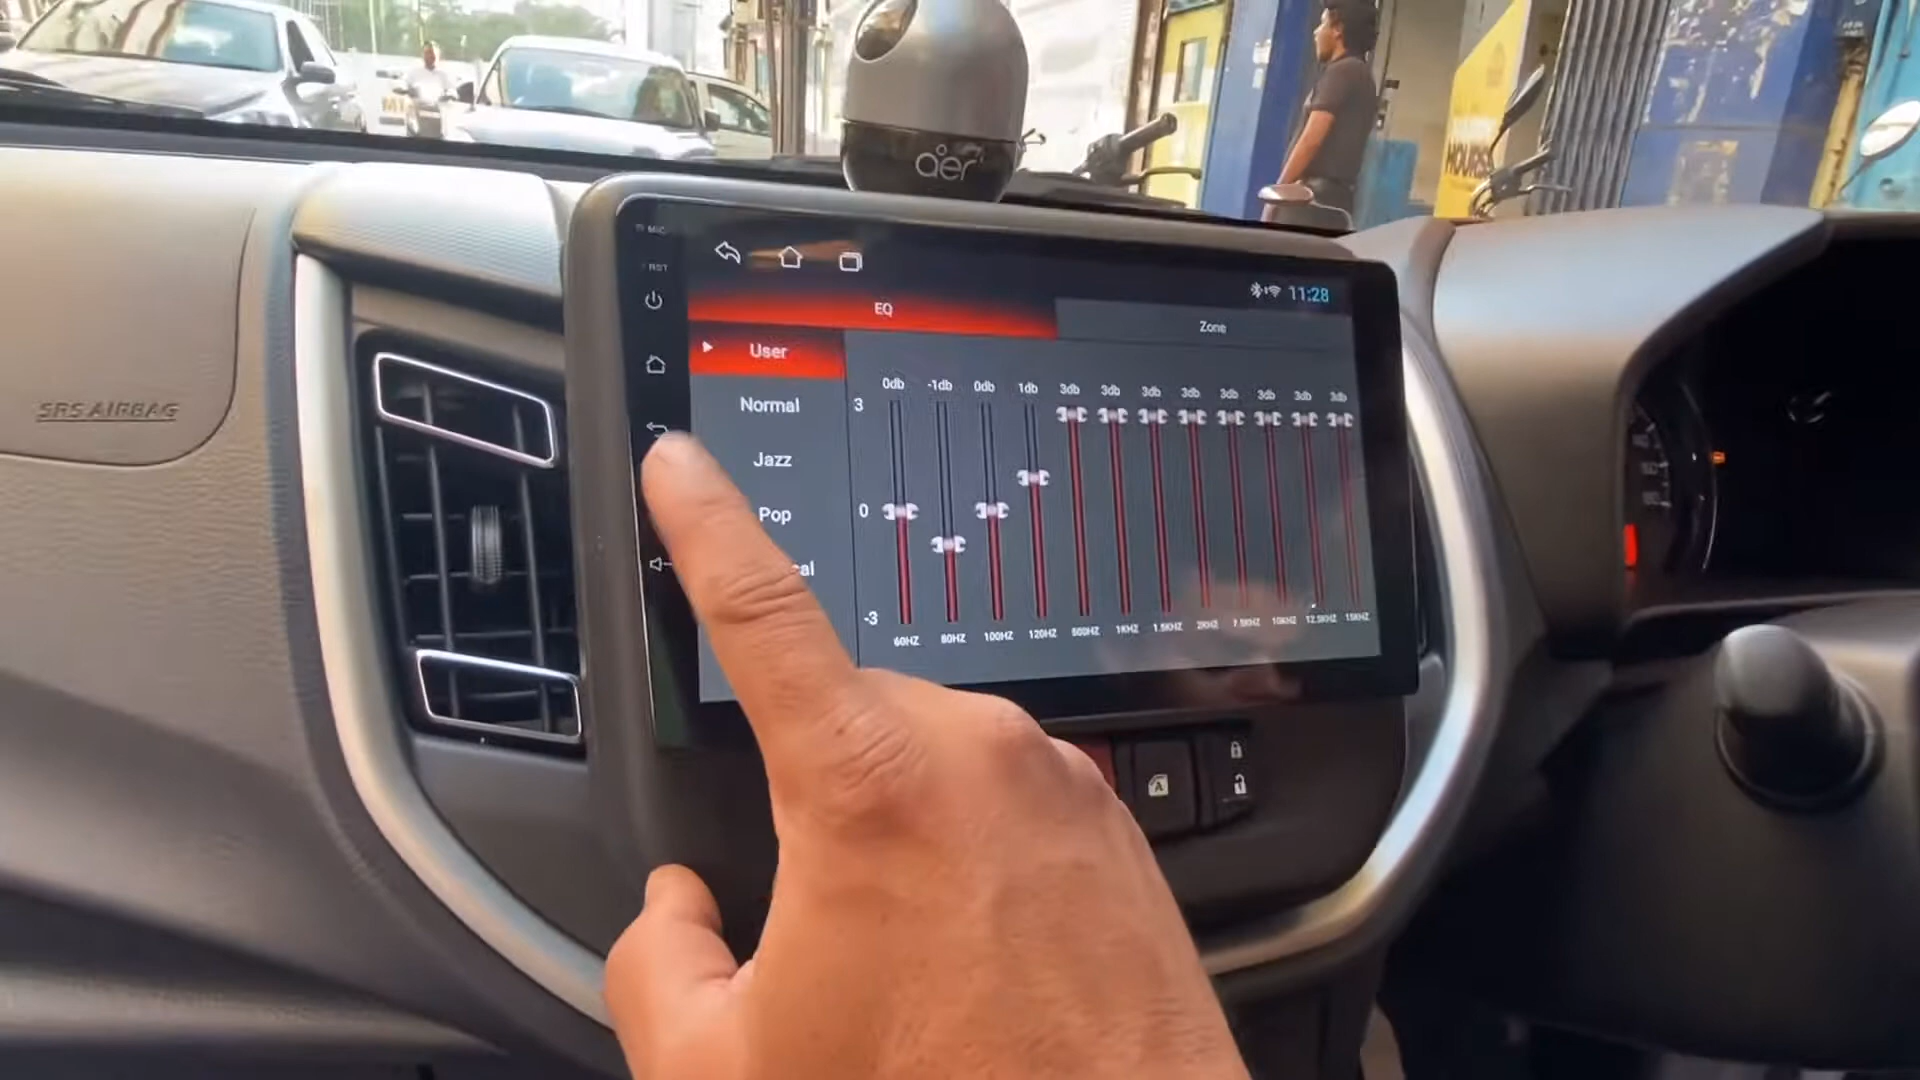 aer
MIC
RST
11:28
EQ
Zone
User
Normal
Jazz
Pop
3
0
-3
0db -1db 0db 1db 3db 3db 3db 3db 3db 3db 3db 3db
60HZ 80HZ 100HZ 120HZ 500HZ 1KHZ 1.5KHZ 2KHZ 7.5KHZ 10KHZ 12.5KHZ 15KHZ
SRS AIRBAG
HOURS
A